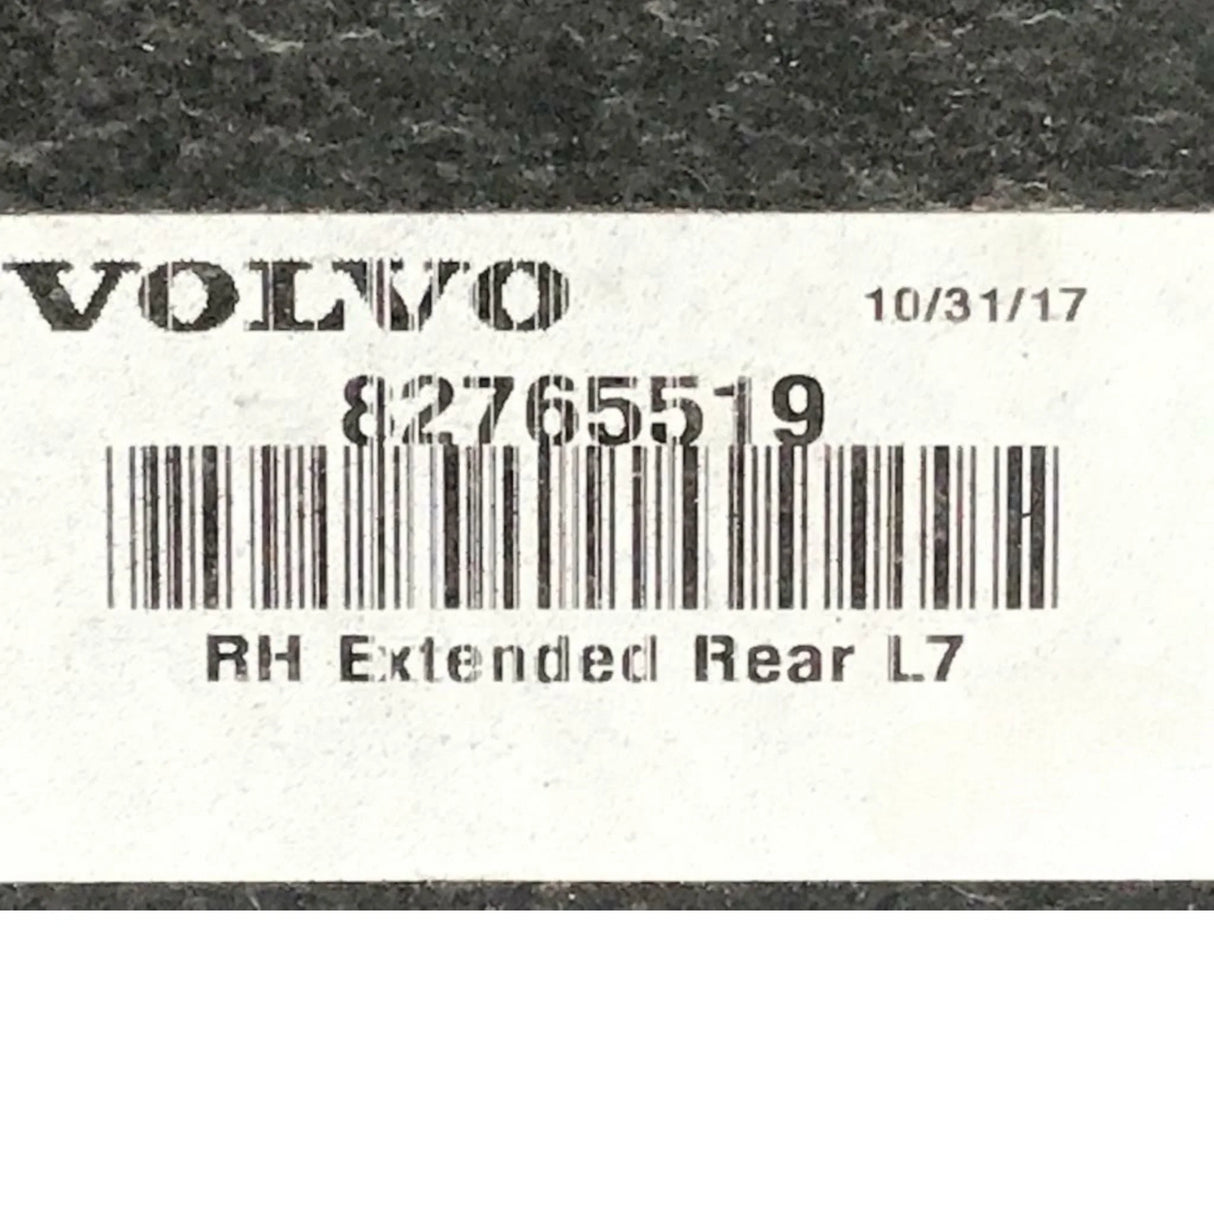 VOLVO 10/31/17
82765519
RH Extended Rear L7